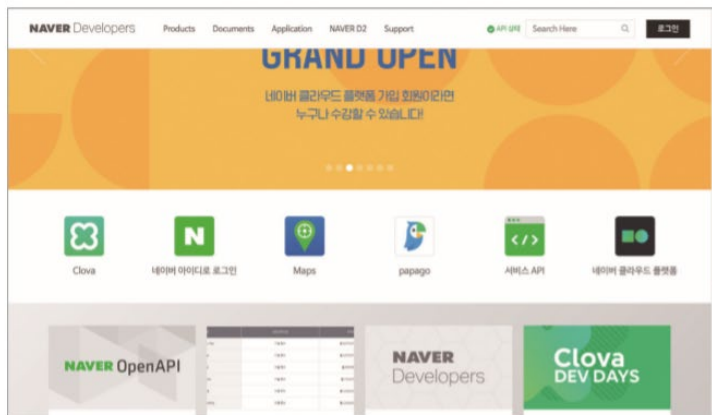 NAVER Developers Products Documents Application NAVER D2 Support API 상태 Search Here 로그인
GRAND OPEN
네이버 클라우드 플랫폼 가입 회원이라면
누구나 수강할 수 있습니다!
Clova 네이버 아이디로 로그인 Maps papago 서비스 API 네이버 클라우드 플랫폼
NAVER OpenAPI
NAVER
Developers
Clova
DEV DAYS